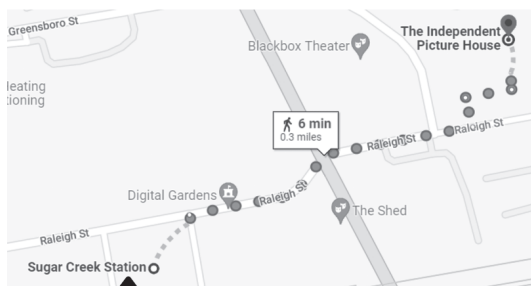 Greensboro St
The Independent
Picture House
Blackbox Theater
eating
tioning
6 min
0.3 miles
Raleigh St
Raleigh St
Digital Gardens
Raleigh St
The Shed
Raleigh St
Sugar Creek Station